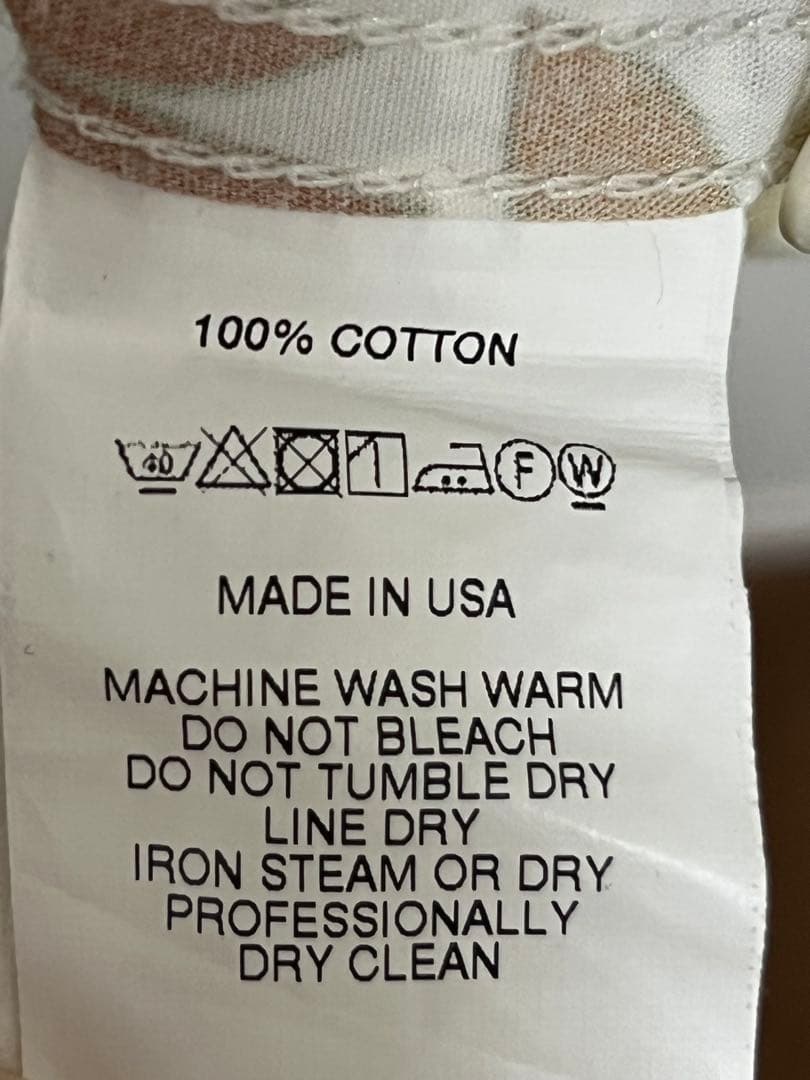 100% COTTON
40 F W
MADE IN USA
MACHINE WASH WARM
DO NOT BLEACH
DO NOT TUMBLE DRY
LINE DRY
IRON STEAM OR DRY
PROFESSIONALLY
DRY CLEAN